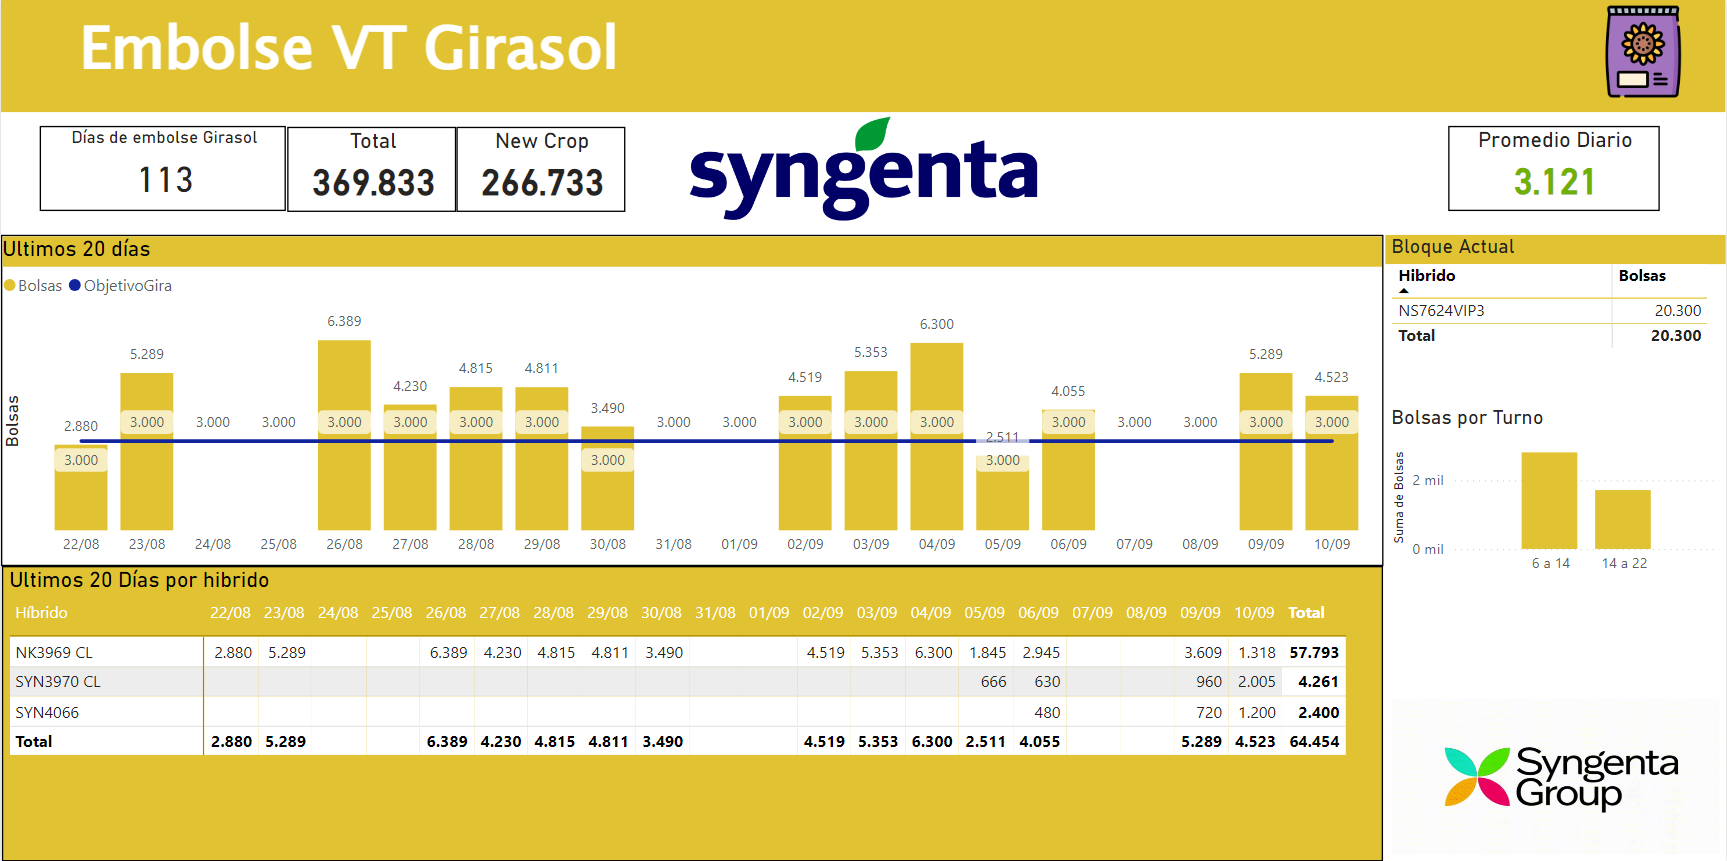 Embolse VT Girasol
Días de embolse Girasol
113
Total
369.833
New Crop
266.733
syngenta
Promedio Diario
3.121
Ultimos 20 días
Bolsas ObjetivoGira
Bolsas
2.880 5.289 6.389 4.230 4.815 4.811 3.490 4.519 5.353 6.300 2.511 4.055 5.289 4.523
3.000 3.000 3.000 3.000 3.000 3.000 3.000 3.000 3.000 3.000 3.000 3.000 3.000 3.000 3.000 3.000 3.000 3.000 3.000 3.000
22/08 23/08 24/08 25/08 26/08 27/08 28/08 29/08 30/08 31/08 01/09 02/09 03/09 04/09 05/09 06/09 07/09 08/09 09/09 10/09
Bloque Actual
Hibrido Bolsas
NS7624VIP3 20.300
Total 20.300
Bolsas por Turno
Suma de Bolsas
2 mil
0 mil
6 a 14 14 a 22
Ultimos 20 Días por hibrido
Híbrido 22/08 23/08 24/08 25/08 26/08 27/08 28/08 29/08 30/08 31/08 01/09 02/09 03/09 04/09 05/09 06/09 07/09 08/09 09/09 10/09 Total
NK3969 CL 2.880 5.289 6.389 4.230 4.815 4.811 3.490 4.519 5.353 6.300 1.845 2.945 3.609 1.318 57.793
SYN3970 CL 666 630 960 2.005 4.261
SYN4066 480 720 1.200 2.400
Total 2.880 5.289 6.389 4.230 4.815 4.811 3.490 4.519 5.353 6.300 2.511 4.055 5.289 4.523 64.454
Syngenta
Group